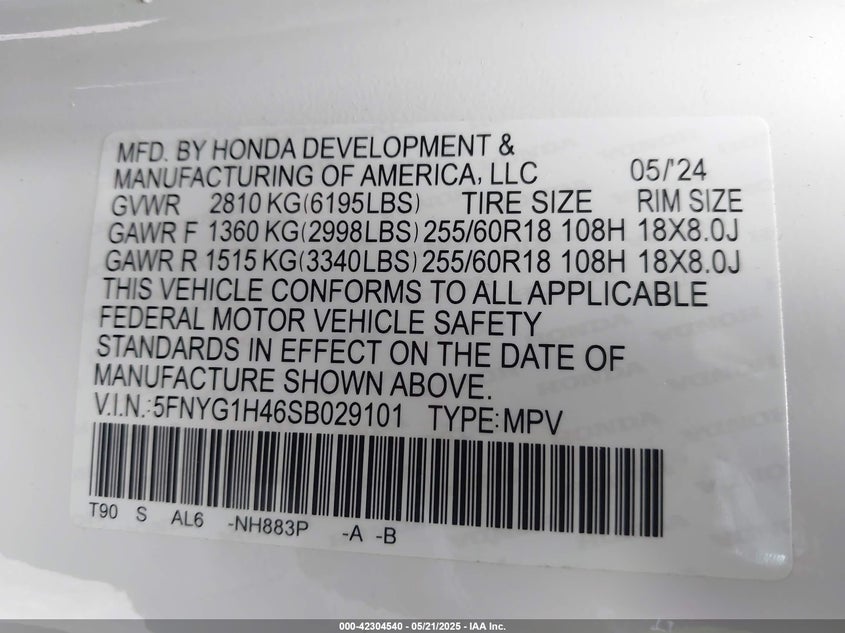 MFD. BY HONDA DEVELOPMENT &
MANUFACTURING OF AMERICA, LLC 05/'24
GVWR 2810 KG(6195LBS) TIRE SIZE RIM SIZE
GAWR F 1360 KG(2998LBS) 255/60R18 108H 18X8.0J
GAWR R 1515 KG(3340LBS) 255/60R18 108H 18X8.0J
THIS VEHICLE CONFORMS TO ALL APPLICABLE
FEDERAL MOTOR VEHICLE SAFETY
STANDARDS IN EFFECT ON THE DATE OF
MANUFACTURE SHOWN ABOVE.
V.I.N.:5FNYG1H46SB029101 TYPE:MPV
T90 S AL6 -NH883P -A -B
000-42304540 - 05/21/2025 - IAA Inc.